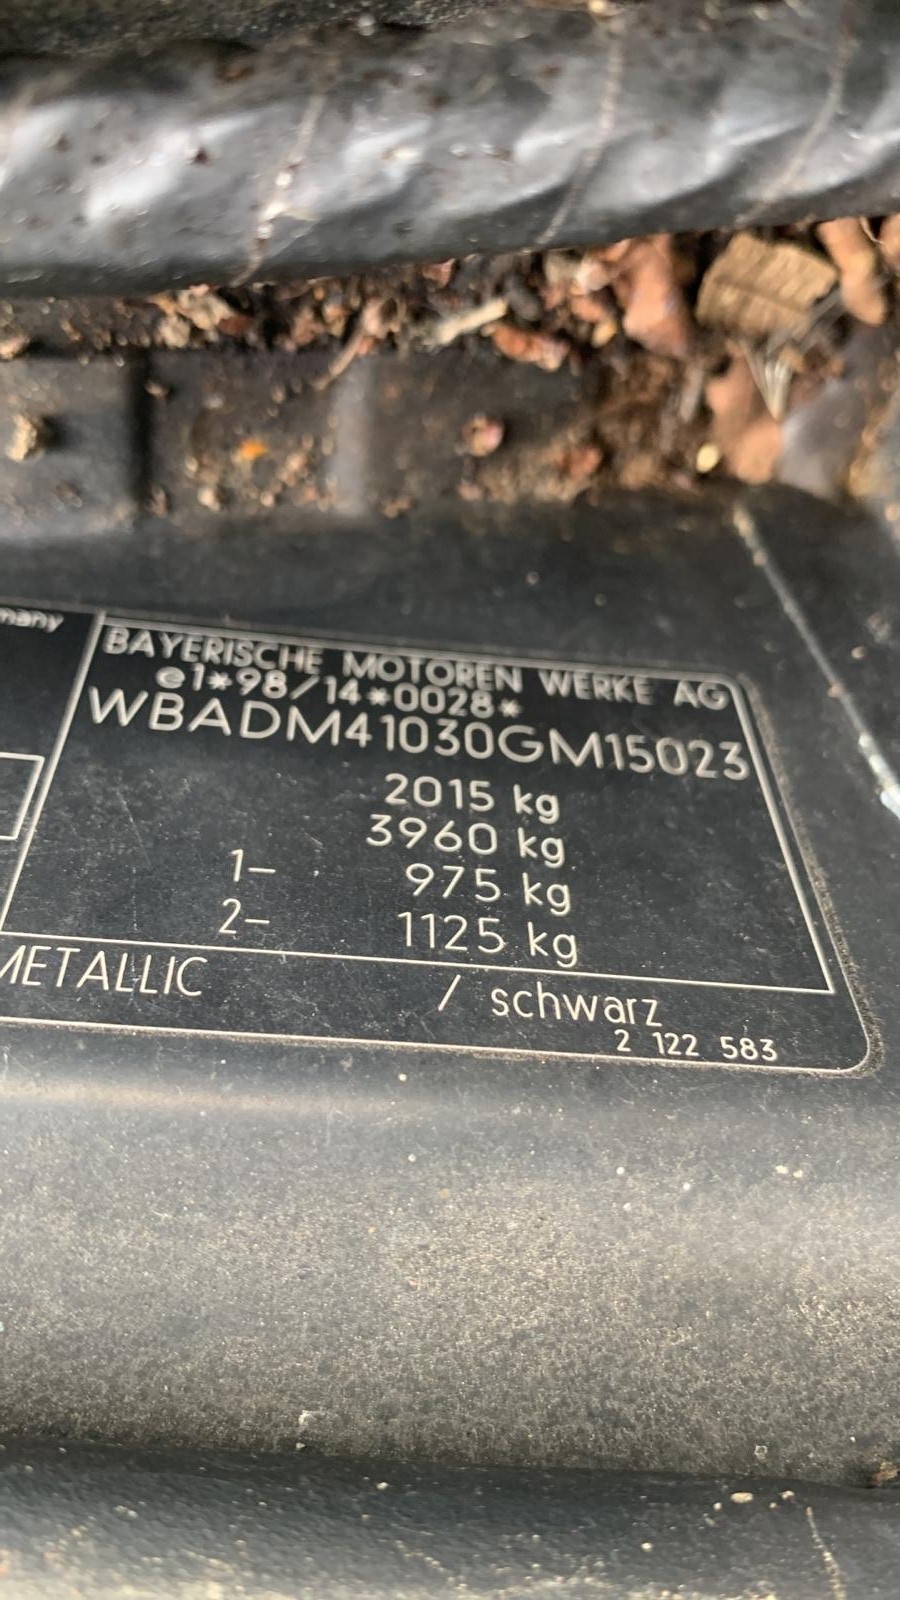 many
BAYERISCHE MOTOREN WERKE AG
e1*98/14*0028*
WBADM41030GM15023
2015 kg
3960 kg
1- 975 kg
2- 1125 kg
METALLIC / schwarz
2 122 583